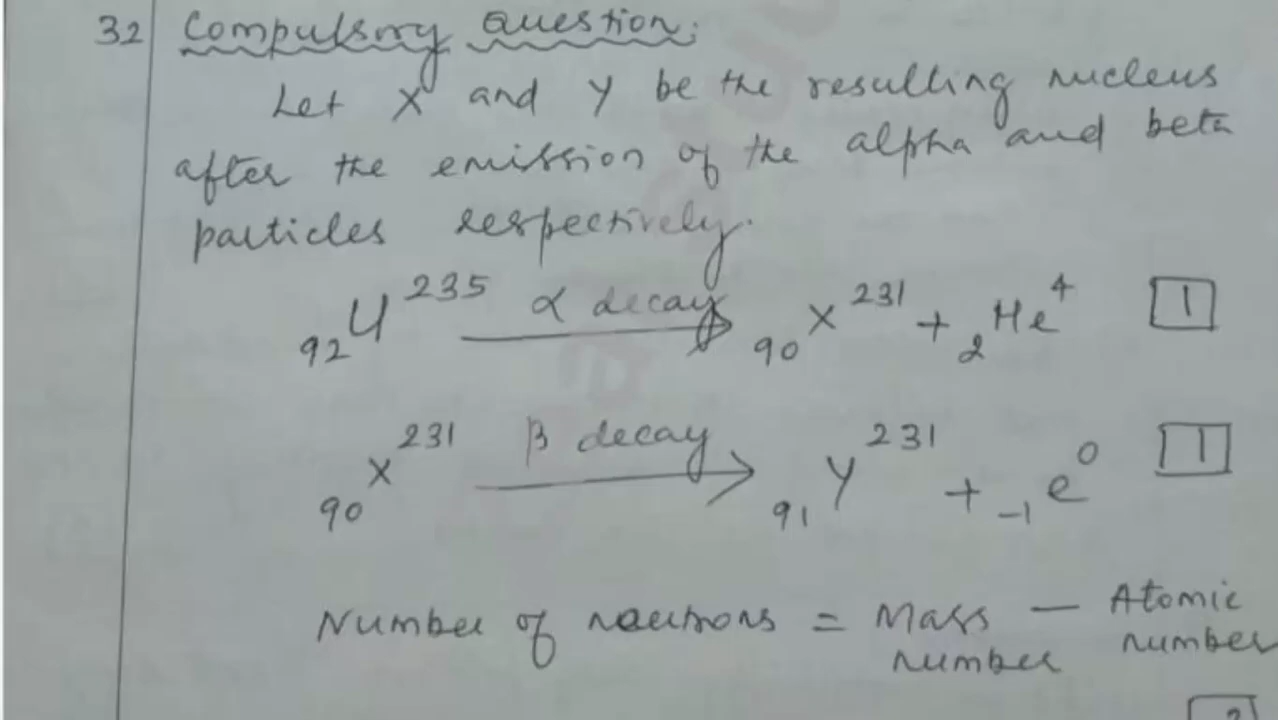 32 Compulsory Question:
Let X and Y be the resulting nucleus
after the emission of the alpha and beta
particles respectively.
₉₂U²³⁵ α decay → ₉₀X²³¹ + ₂He⁴ 1
₉₀X²³¹ β decay → ₉₁Y²³¹ + ₋₁e⁰ 1
Number of neutrons = Mass number − Atomic number